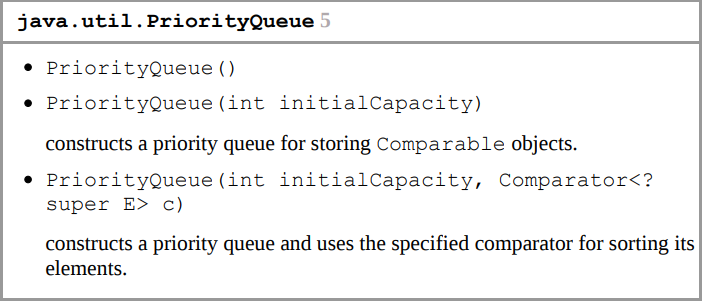 java.util.PriorityQueue 5
• PriorityQueue()
• PriorityQueue(int initialCapacity)
constructs a priority queue for storing Comparable objects.
• PriorityQueue(int initialCapacity, Comparator<?
super E> c)
constructs a priority queue and uses the specified comparator for sorting its
elements.